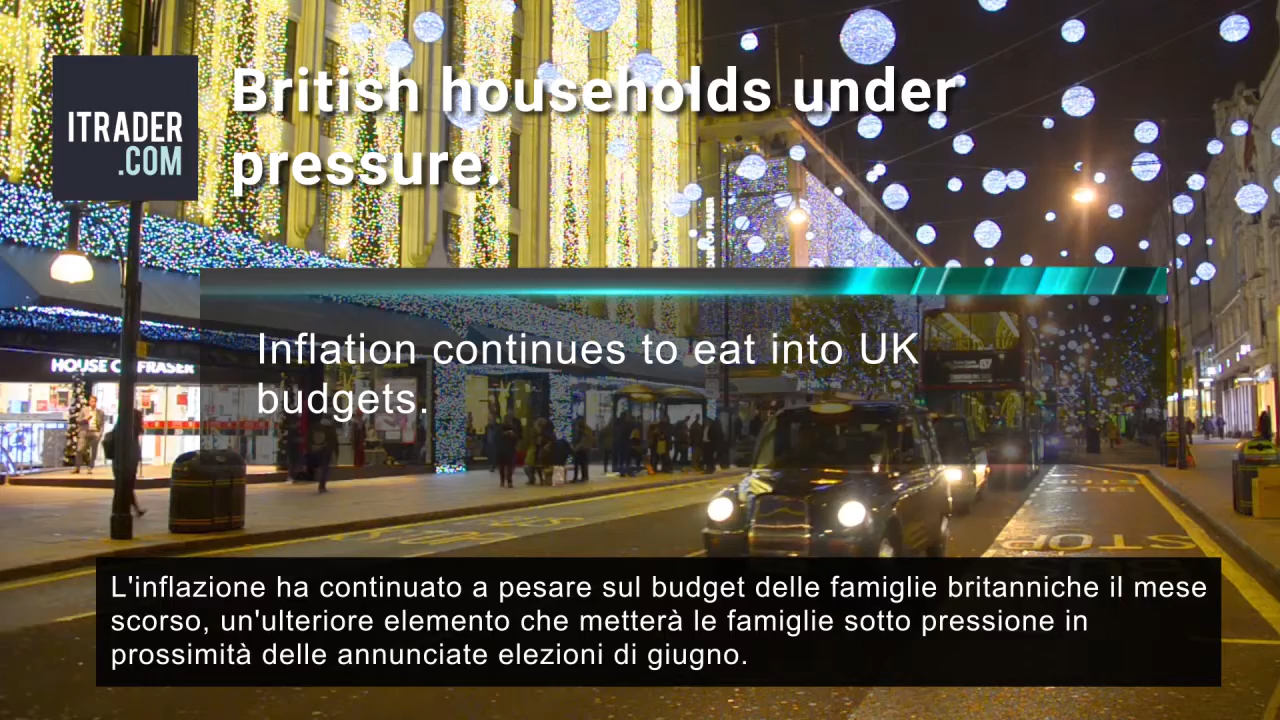 ITRADER
.COM
British households under
pressure.
Inflation continues to eat into UK
budgets.
HOUSE OF FRASER
L'inflazione ha continuato a pesare sul budget delle famiglie britanniche il mese
scorso, un'ulteriore elemento che metterà le famiglie sotto pressione in
prossimità delle annunciate elezioni di giugno.
STOP